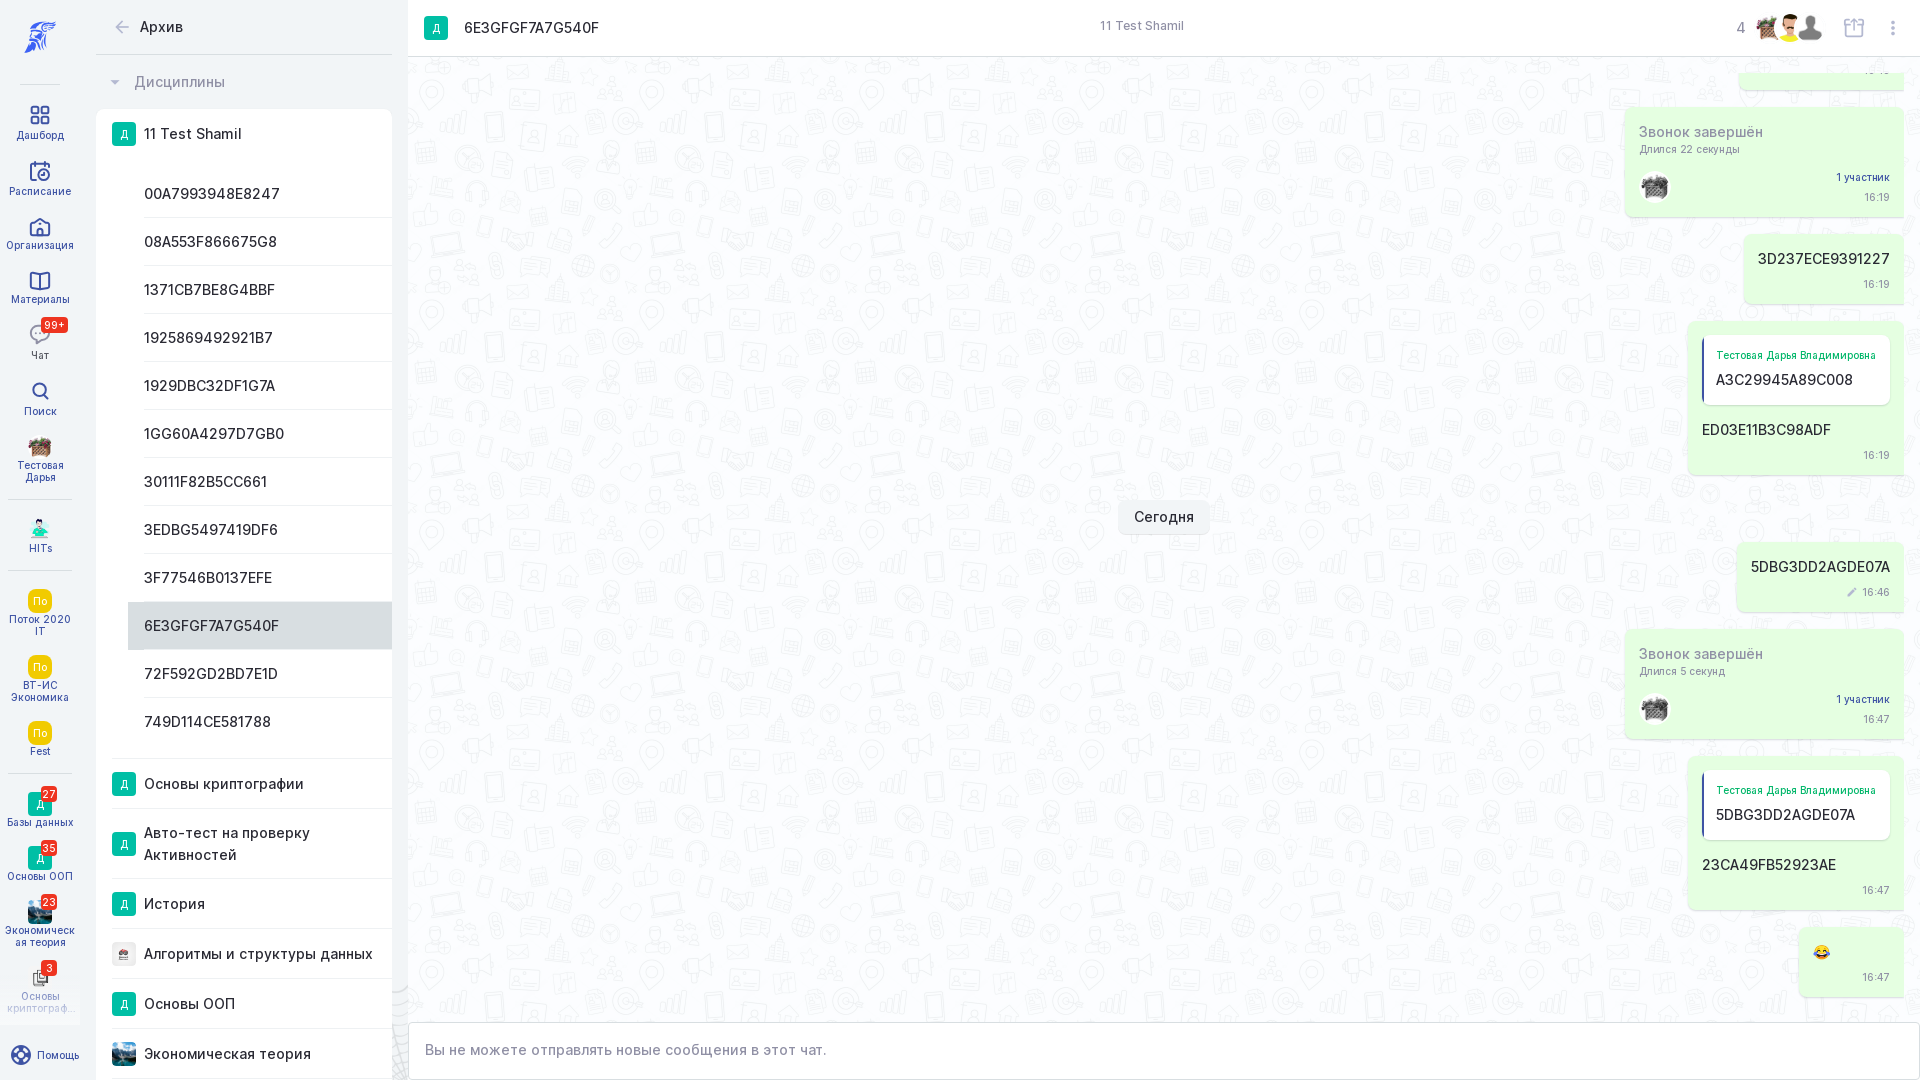 Дашборд
Расписание
Организация
Материалы
99+
Чат
Поиск
Тестовая
Дарья
HITs
По
Поток 2020
IT
По
ВТ-ИС
Экономика
По
Fest
27
Д
Базы данных
35
Д
Основы ООП
23
Экономическ
ая теория
3
Основы
криптограф...
Помощь
Архив
Дисциплины
Д
11 Test Shamil
00A7993948E8247
08A553F866675G8
1371CB7BE8G4BBF
1925869492921B7
1929DBC32DF1G7A
1GG60A4297D7GB0
30111F82B5CC661
3EDBG5497419DF6
3F77546B0137EFE
6E3GFGF7A7G540F
72F592GD2BD7E1D
749D114CE581788
Д
Основы криптографии
Д
Авто-тест на проверку
Активностей
Д
История
Алгоритмы и структуры данных
Д
Основы ООП
Экономическая теория
Д
6E3GFGF7A7G540F
11 Test Shamil
4
Звонок завершён
Длился 22 секунды
1 участник
16:19
3D237ECE9391227
16:19
Тестовая Дарья Владимировна
A3C29945A89C008
ED03E11B3C98ADF
16:19
Сегодня
5DBG3DD2AGDE07A
16:46
Звонок завершён
Длился 5 секунд
1 участник
16:47
Тестовая Дарья Владимировна
5DBG3DD2AGDE07A
23CA49FB52923AE
16:47
😂
16:47
Вы не можете отправлять новые сообщения в этот чат.